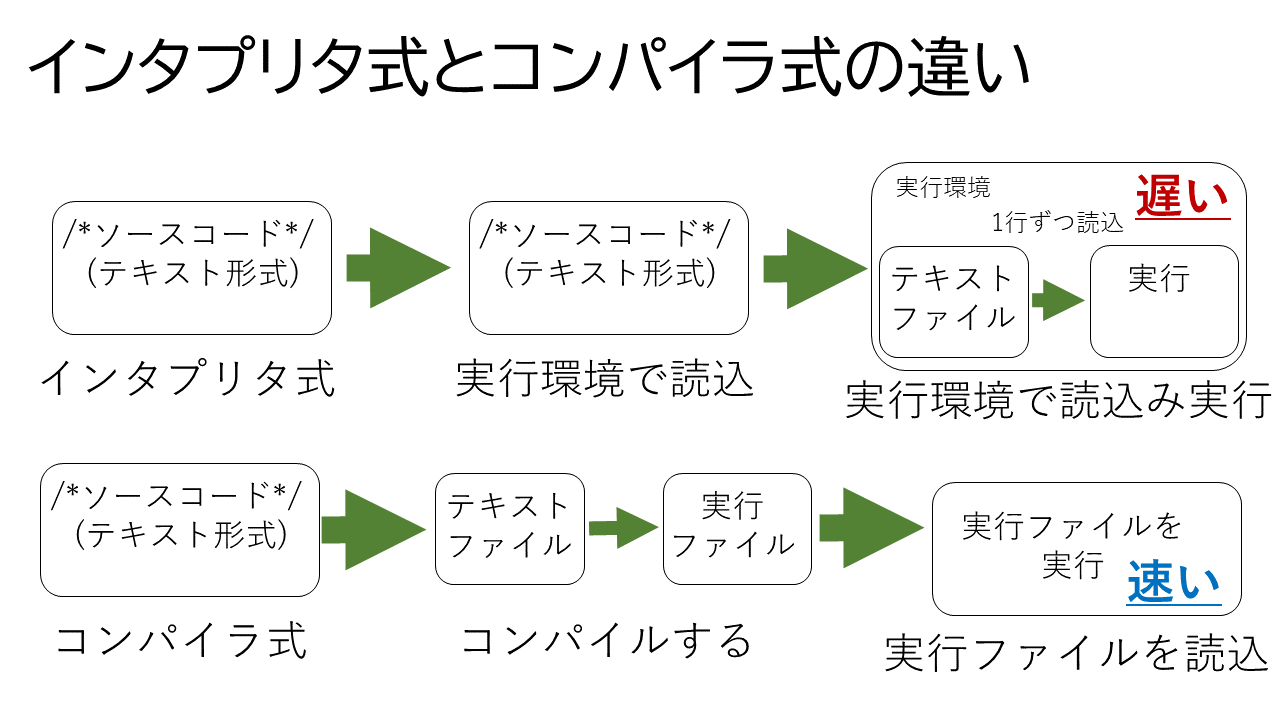 インタプリタ式とコンパイラ式の違い
/*ソースコード*/
(テキスト形式)
インタプリタ式
/*ソースコード*/
(テキスト形式)
実行環境で読込
実行環境
遅い
1行ずつ読込
テキスト
ファイル
実行
実行環境で読込み実行
/*ソースコード*/
(テキスト形式)
コンパイラ式
テキスト
ファイル
実行
ファイル
コンパイルする
実行ファイルを
実行
速い
実行ファイルを読込